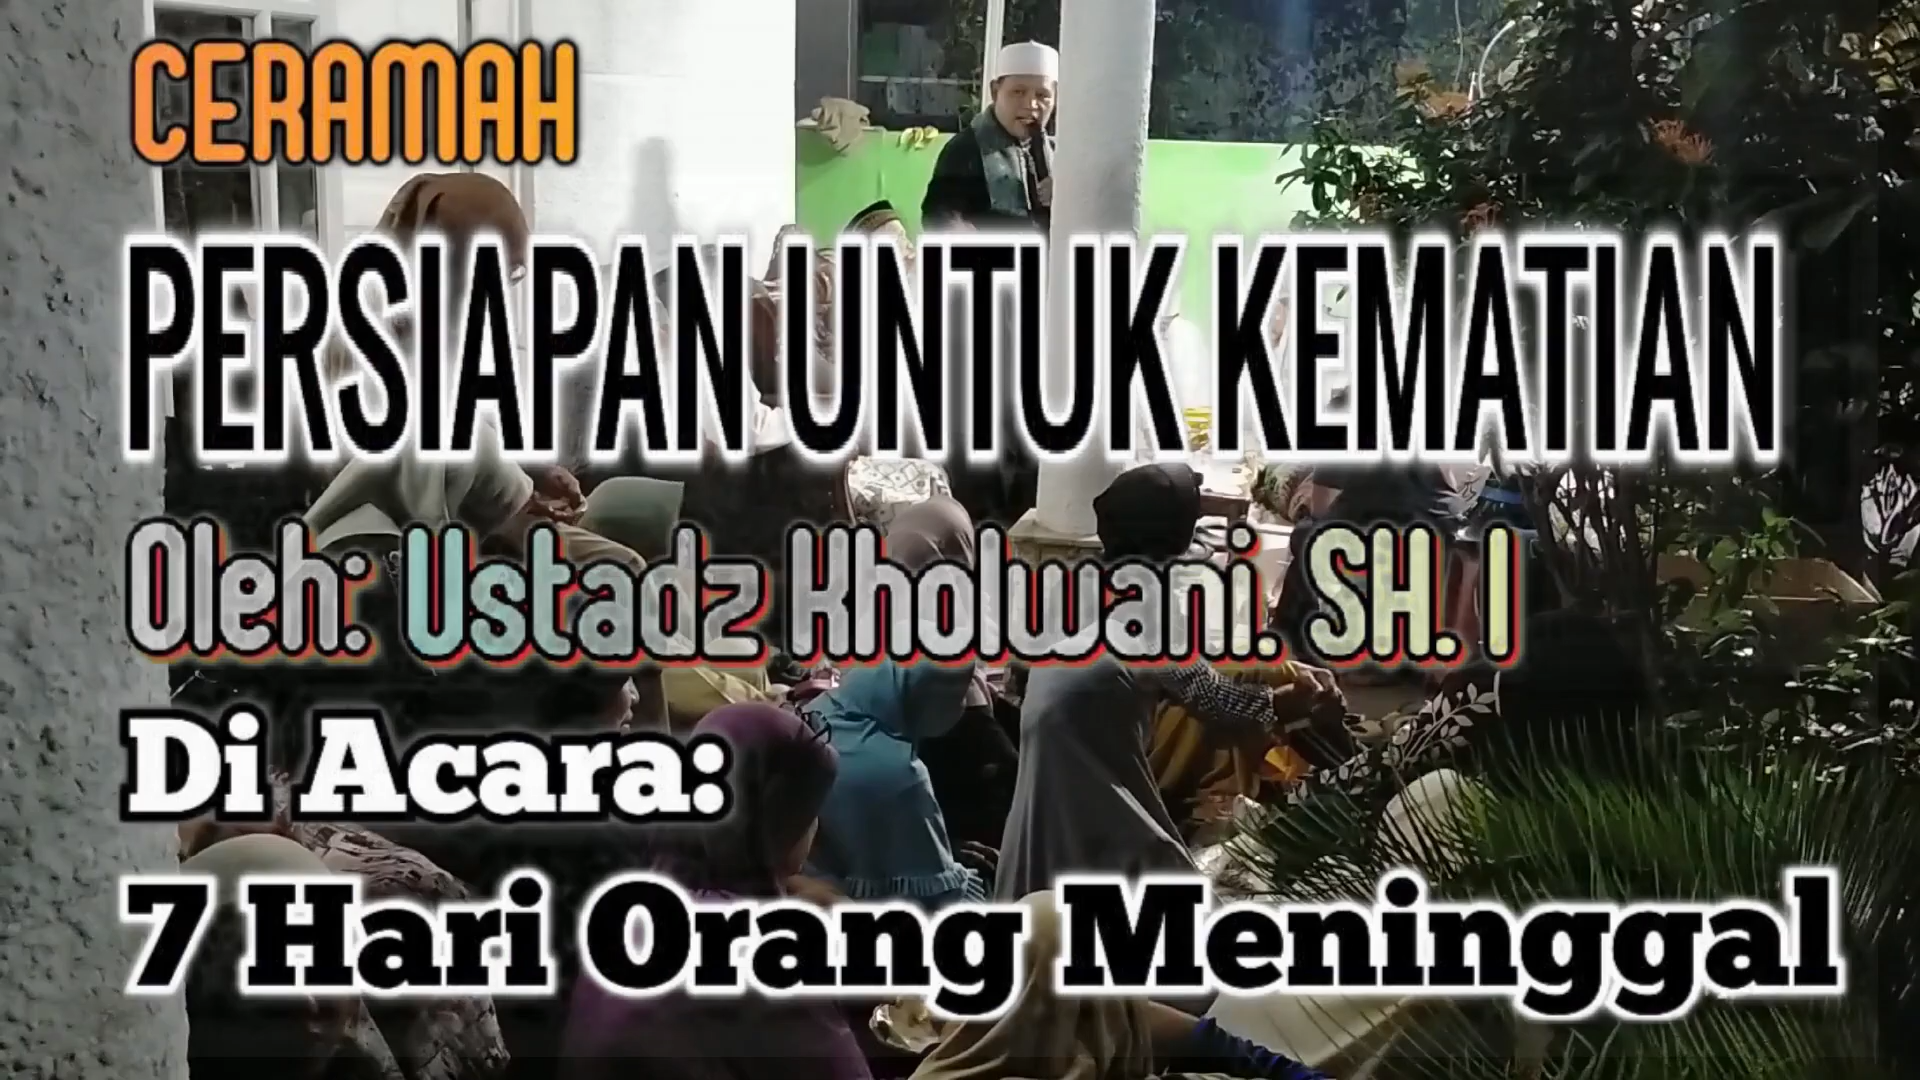 CERAMAH
PERSIAPAN UNTUK KEMATIAN
Oleh: Ustadz Kholwani. SH. I
Di Acara:
7 Hari Orang Meninggal